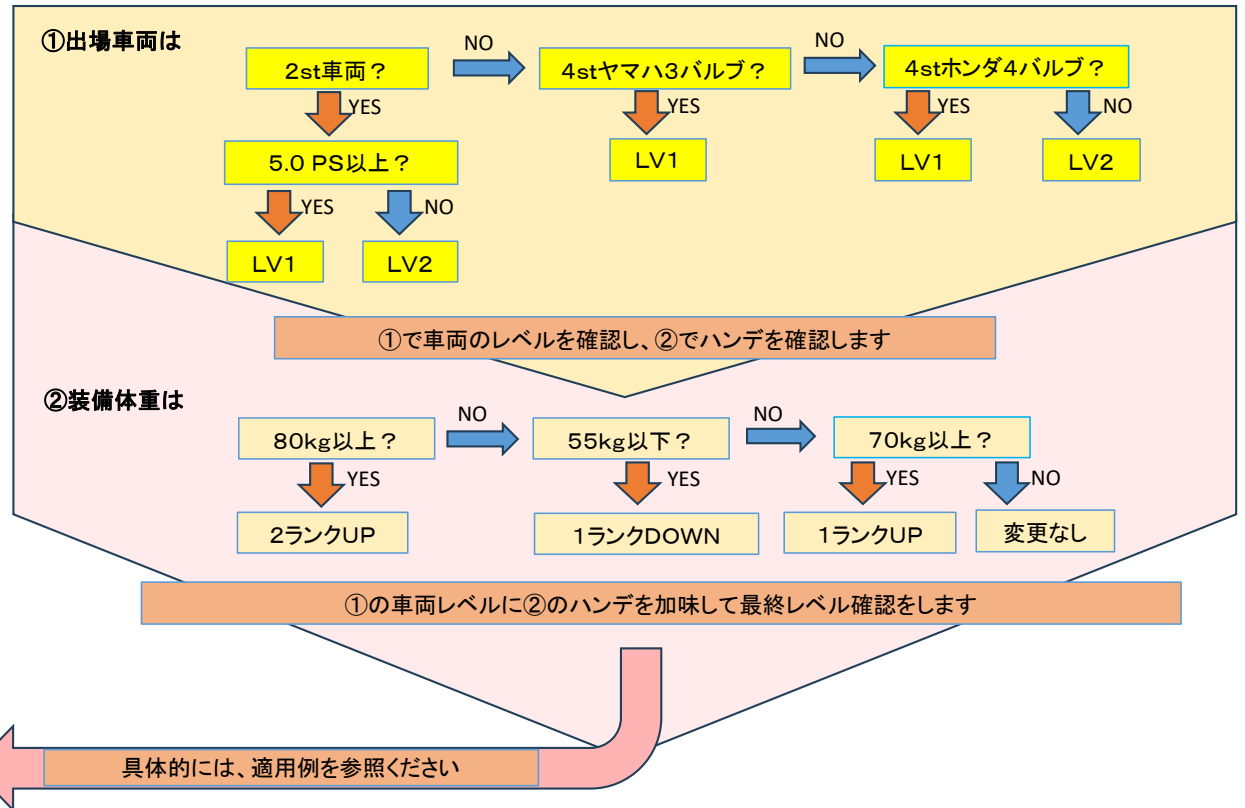 ①出場車両は
NO
NO
2st車両？
4stヤマハ3バルブ？
4stホンダ4バルブ？
YES
YES
YES
NO
5.0 PS以上？
LV1
LV1
LV2
YES
NO
LV1
LV2
①で車両のレベルを確認し、②でハンデを確認します
②装備体重は
NO
NO
80kg以上？
55kg以下？
70kg以上？
YES
YES
YES
NO
2ランクUP
1ランクDOWN
1ランクUP
変更なし
①の車両レベルに②のハンデを加味して最終レベル確認をします
具体的には、適用例を参照ください